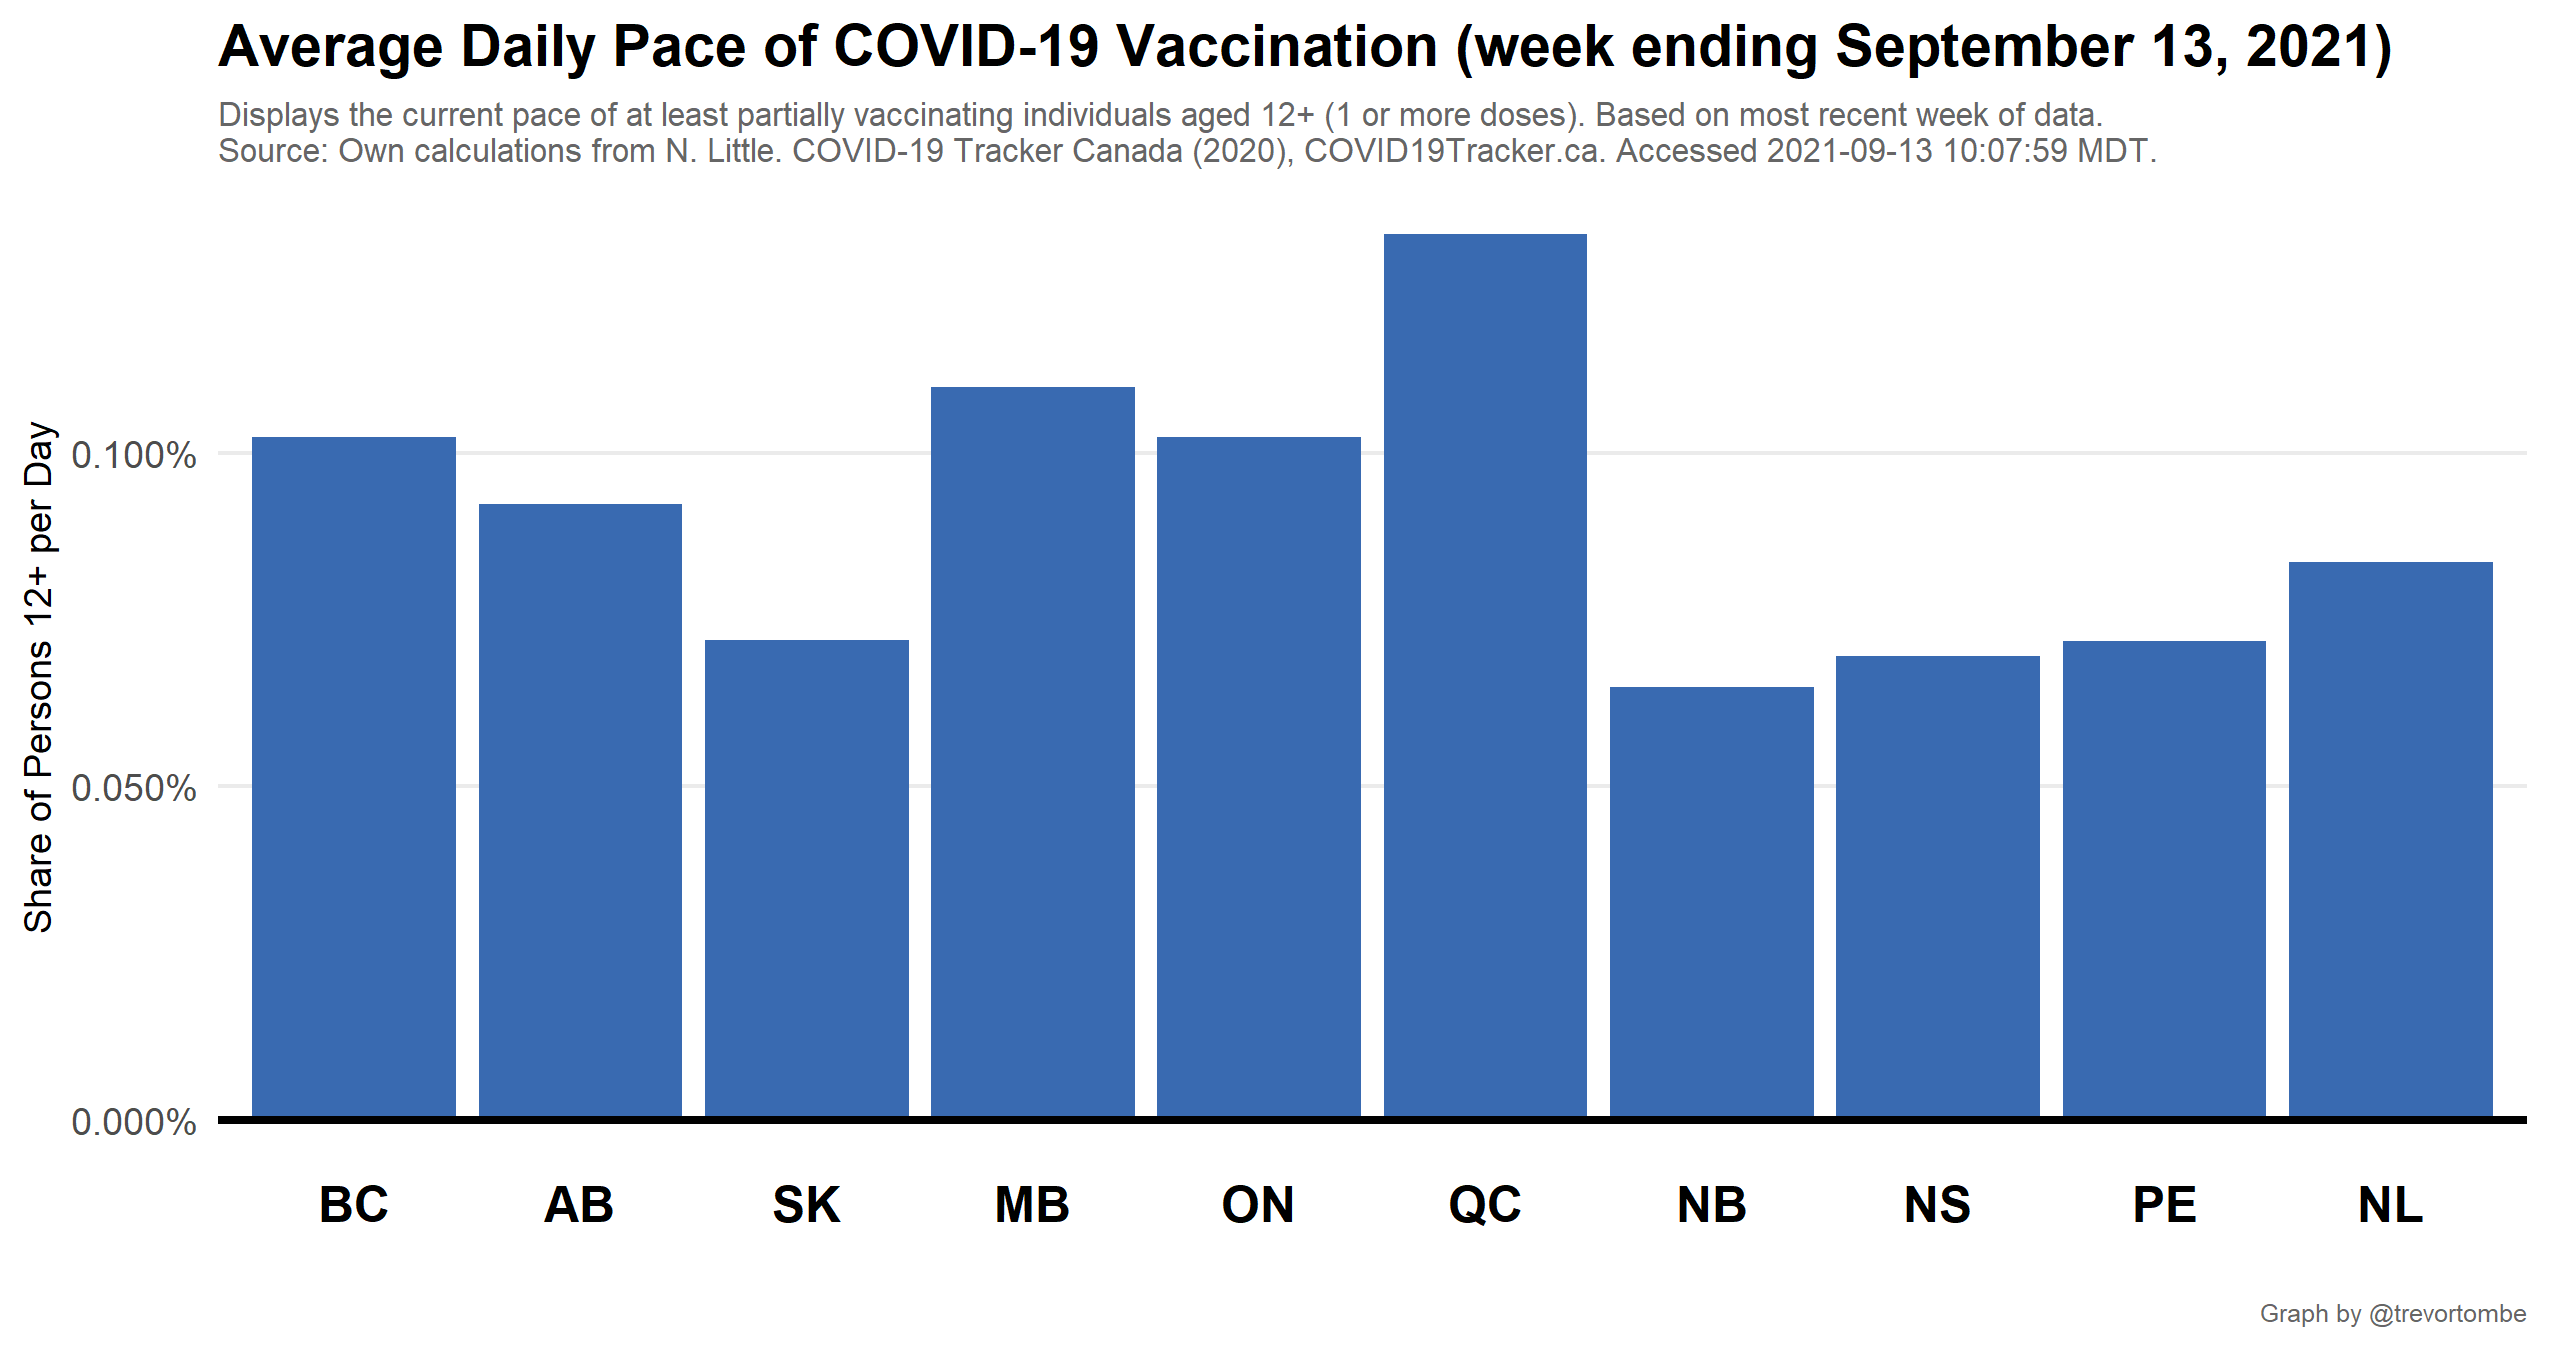 Average Daily Pace of COVID-19 Vaccination (week ending September 13, 2021)
Displays the current pace of at least partially vaccinating individuals aged 12+ (1 or more doses). Based on most recent week of data.
Source: Own calculations from N. Little. COVID-19 Tracker Canada (2020), COVID19Tracker.ca. Accessed 2021-09-13 10:07:59 MDT.
Share of Persons 12+ per Day
0.100%
0.050%
0.000%
BC AB SK MB ON QC NB NS PE NL
Graph by @trevortombe